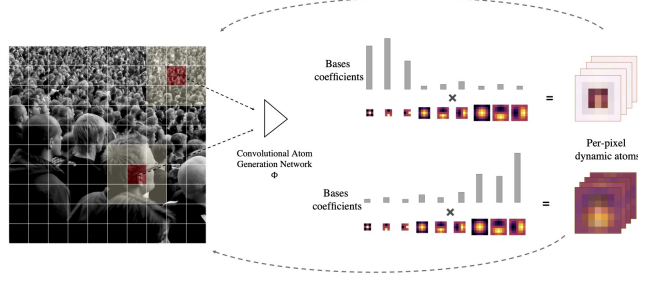 Bases
coefficients
×
=
Per-pixel
dynamic atoms
Convolutional Atom
Generation Network
Φ
Bases
coefficients
×
=